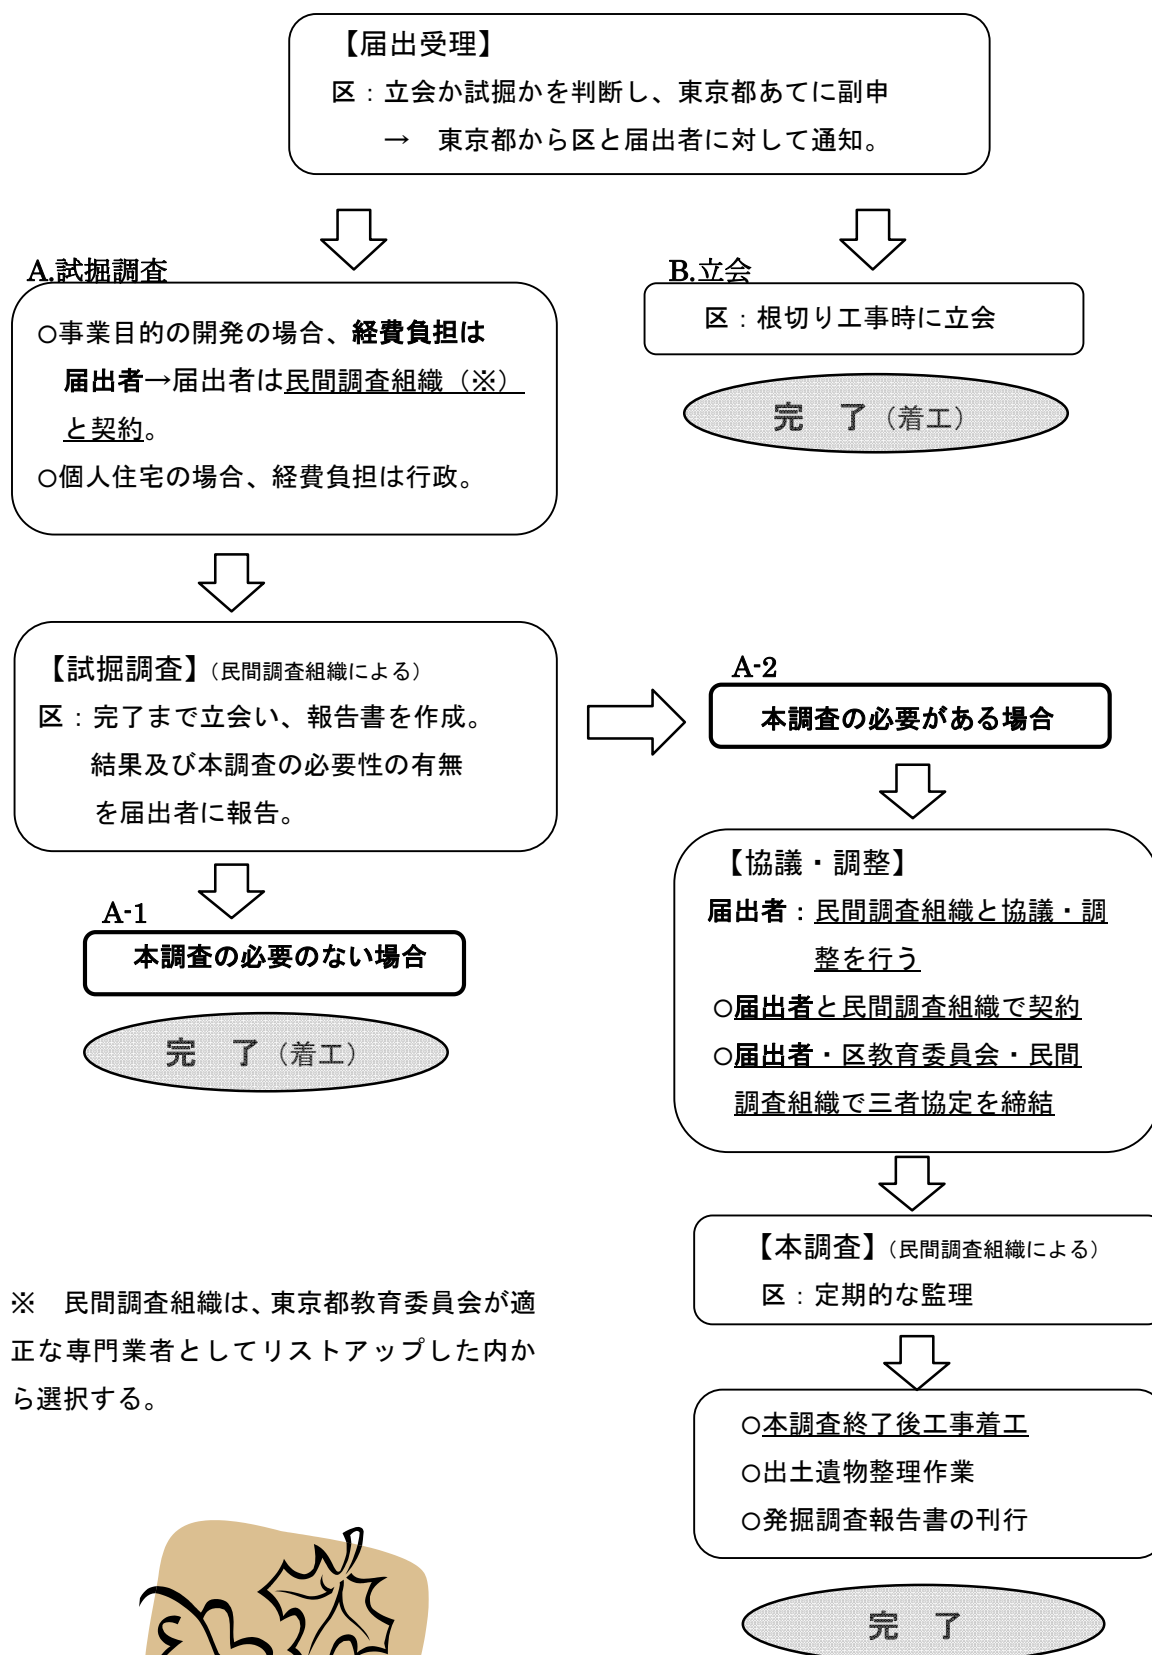 【届出受理】
区：立会か試掘かを判断し、東京都あてに副申
→　東京都から区と届出者に対して通知。
A.試掘調査
○事業目的の開発の場合、経費負担は
届出者→届出者は民間調査組織（※）
と契約。
○個人住宅の場合、経費負担は行政。
B.立会
区：根切り工事時に立会
完　了（着工）
【試掘調査】（民間調査組織による）
区：完了まで立会い、報告書を作成。
結果及び本調査の必要性の有無
を届出者に報告。
A-1
本調査の必要のない場合
完　了（着工）
A-2
本調査の必要がある場合
【協議・調整】
届出者：民間調査組織と協議・調
整を行う
○届出者と民間調査組織で契約
○届出者・区教育委員会・民間
調査組織で三者協定を締結
【本調査】（民間調査組織による）
区：定期的な監理
○本調査終了後工事着工
○出土遺物整理作業
○発掘調査報告書の刊行
完　了
※　民間調査組織は、東京都教育委員会が適
正な専門業者としてリストアップした内か
ら選択する。